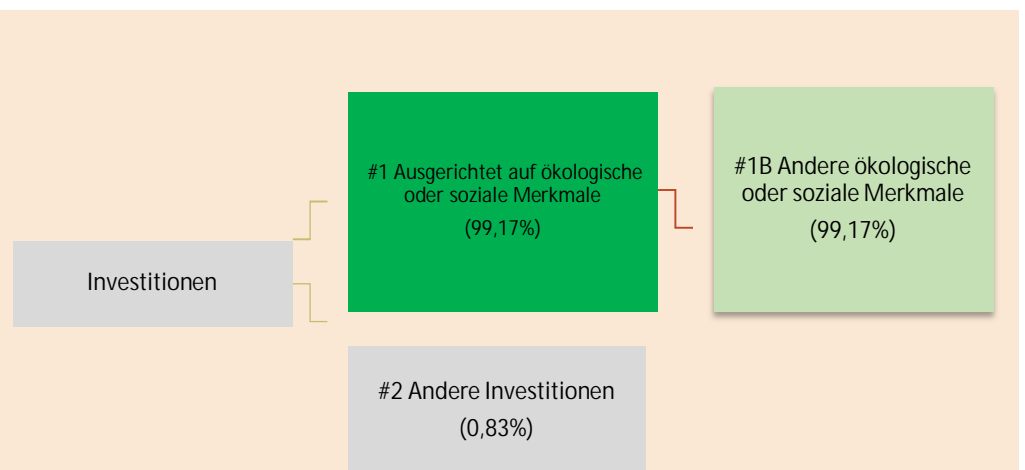 Investitionen
#1 Ausgerichtet auf ökologische
oder soziale Merkmale
(99,17%)
#1B Andere ökologische
oder soziale Merkmale
(99,17%)
#2 Andere Investitionen
(0,83%)